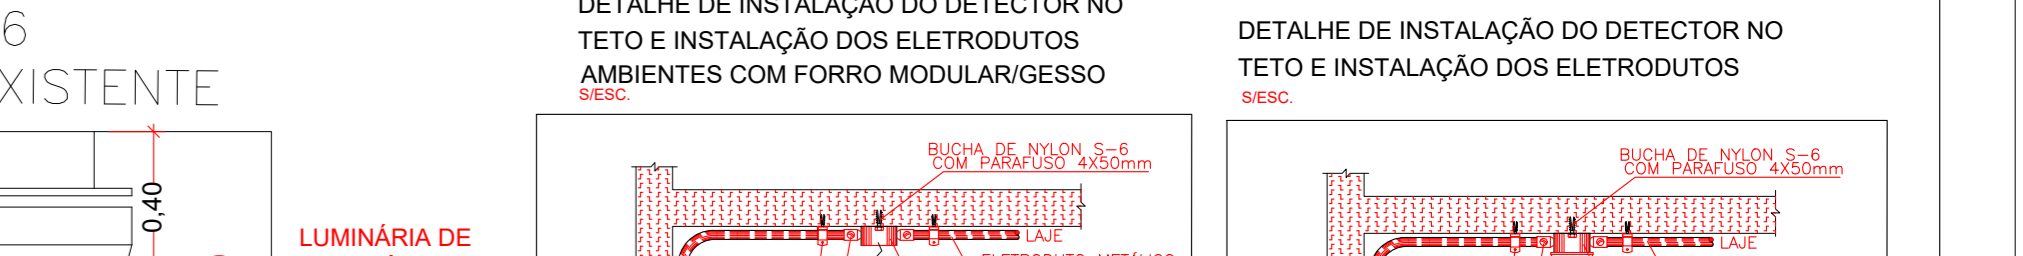 6
XISTENTE
0,40
LUMINÁRIA DE
DETALHE DE INSTALAÇÃO DO DETECTOR NO
TETO E INSTALAÇÃO DOS ELETRODUTOS
AMBIENTES COM FORRO MODULAR/GESSO
S/ESC.
BUCHA DE NYLON S-6
COM PARAFUSO 4X50mm
LAJE
ELETRODUTO METÁLICO
DETALHE DE INSTALAÇÃO DO DETECTOR NO
TETO E INSTALAÇÃO DOS ELETRODUTOS
S/ESC.
BUCHA DE NYLON S-6
COM PARAFUSO 4X50mm
LAJE